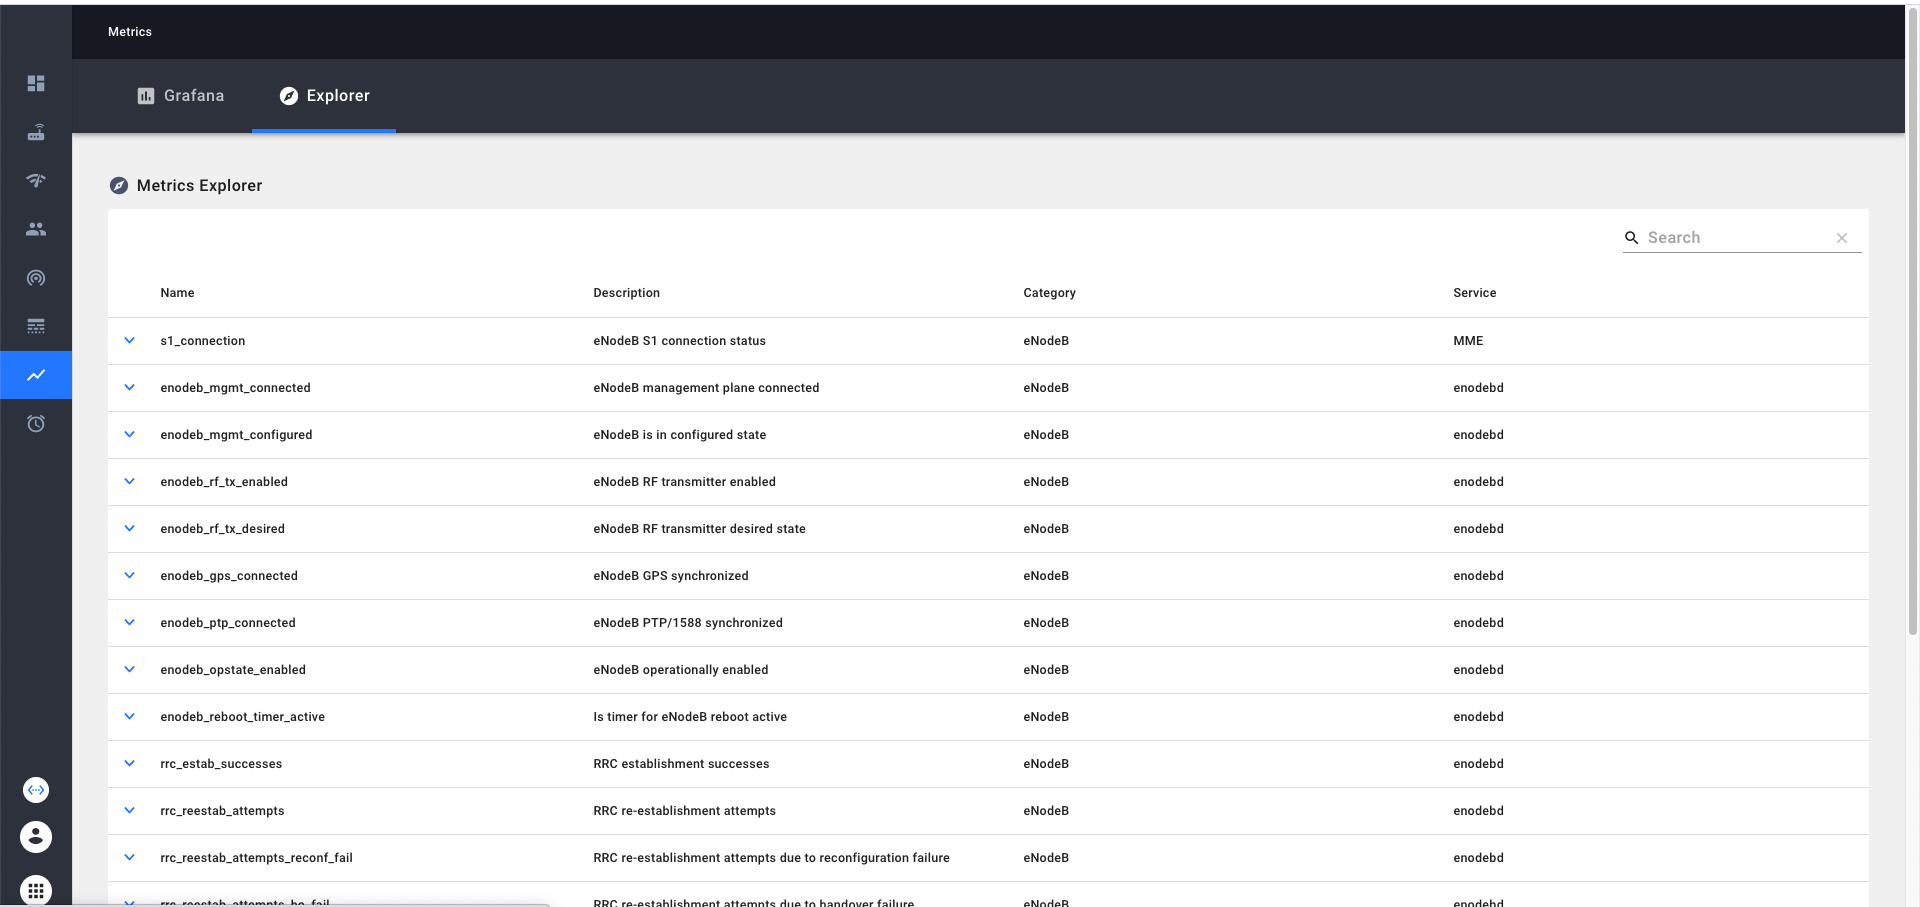 Metrics
Grafana Explorer
Metrics Explorer
Search
Name Description Category Service
s1_connection eNodeB S1 connection status eNodeB MME
enodeb_mgmt_connected eNodeB management plane connected eNodeB enodebd
enodeb_mgmt_configured eNodeB is in configured state eNodeB enodebd
enodeb_rf_tx_enabled eNodeB RF transmitter enabled eNodeB enodebd
enodeb_rf_tx_desired eNodeB RF transmitter desired state eNodeB enodebd
enodeb_gps_connected eNodeB GPS synchronized eNodeB enodebd
enodeb_ptp_connected eNodeB PTP/1588 synchronized eNodeB enodebd
enodeb_opstate_enabled eNodeB operationally enabled eNodeB enodebd
enodeb_reboot_timer_active Is timer for eNodeB reboot active eNodeB enodebd
rrc_estab_successes RRC establishment successes eNodeB enodebd
rrc_reestab_attempts RRC re-establishment attempts eNodeB enodebd
rrc_reestab_attempts_reconf_fail RRC re-establishment attempts due to reconfiguration failure eNodeB enodebd
rrc_reestab_attempts_ho_fail RRC re-establishment attempts due to handover failure eNodeB enodebd